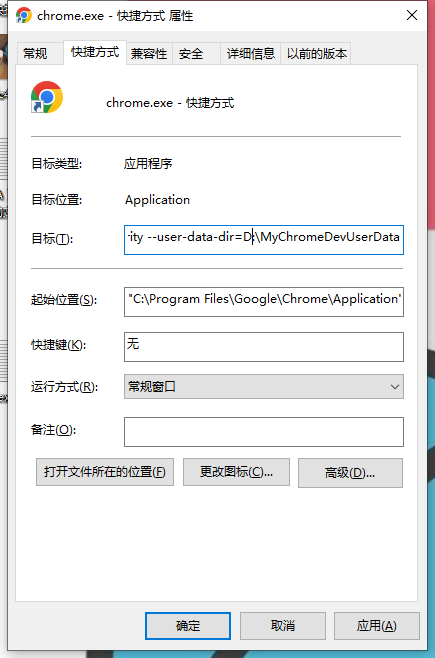 chrome.exe - 快捷方式 属性
常规 快捷方式 兼容性 安全 详细信息 以前的版本
chrome.exe - 快捷方式
目标类型: 应用程序
目标位置: Application
目标(T): ity --user-data-dir=D:\MyChromeDevUserData
起始位置(S): "C:\Program Files\Google\Chrome\Application"
快捷键(K): 无
运行方式(R): 常规窗口
备注(O):
打开文件所在的位置(F) 更改图标(C)... 高级(D)...
确定 取消 应用(A)